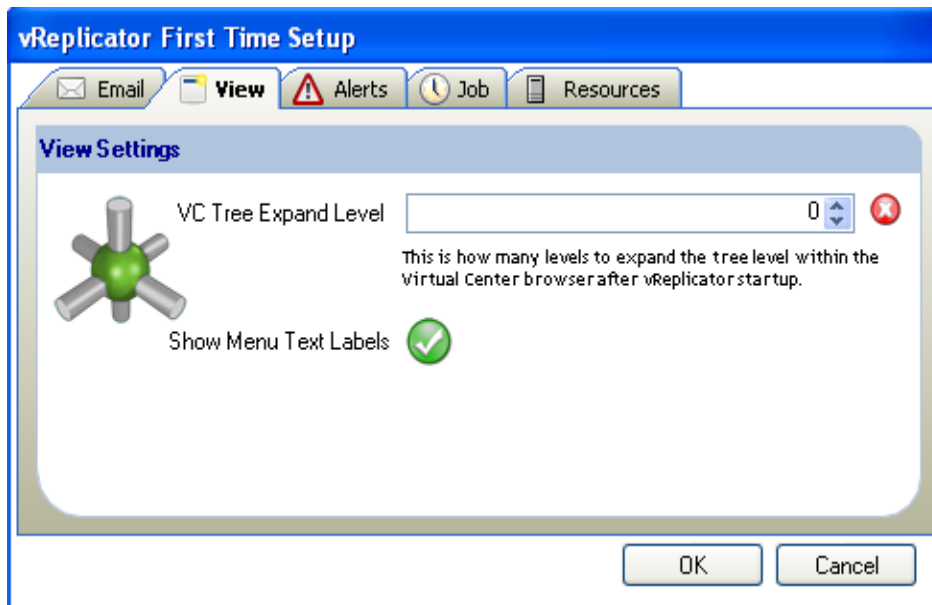 vReplicator First Time Setup
Email View Alerts Job Resources
View Settings
VC Tree Expand Level 0
This is how many levels to expand the tree level within the
Virtual Center browser after vReplicator startup.
Show Menu Text Labels
OK Cancel